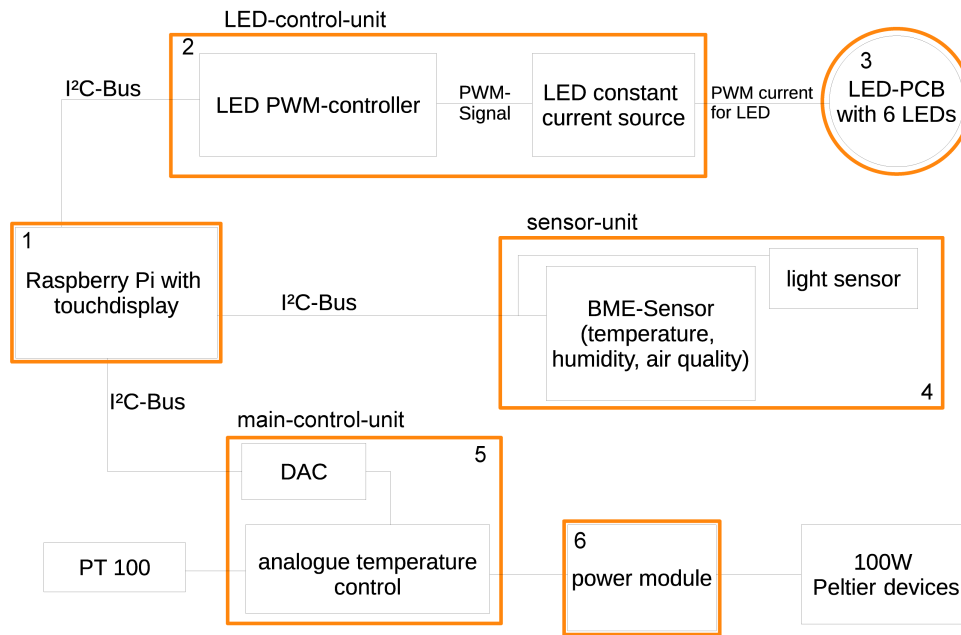 LED-control-unit
2
I²C-Bus
LED PWM-controller
PWM-
Signal
LED constant
current source
PWM current
for LED
3
LED-PCB
with 6 LEDs
1
Raspberry Pi with
touchdisplay
I²C-Bus
sensor-unit
light sensor
BME-Sensor
(temperature,
humidity, air quality)
4
I²C-Bus
main-control-unit
5
DAC
PT 100
analogue temperature
control
6
power module
100W
Peltier devices